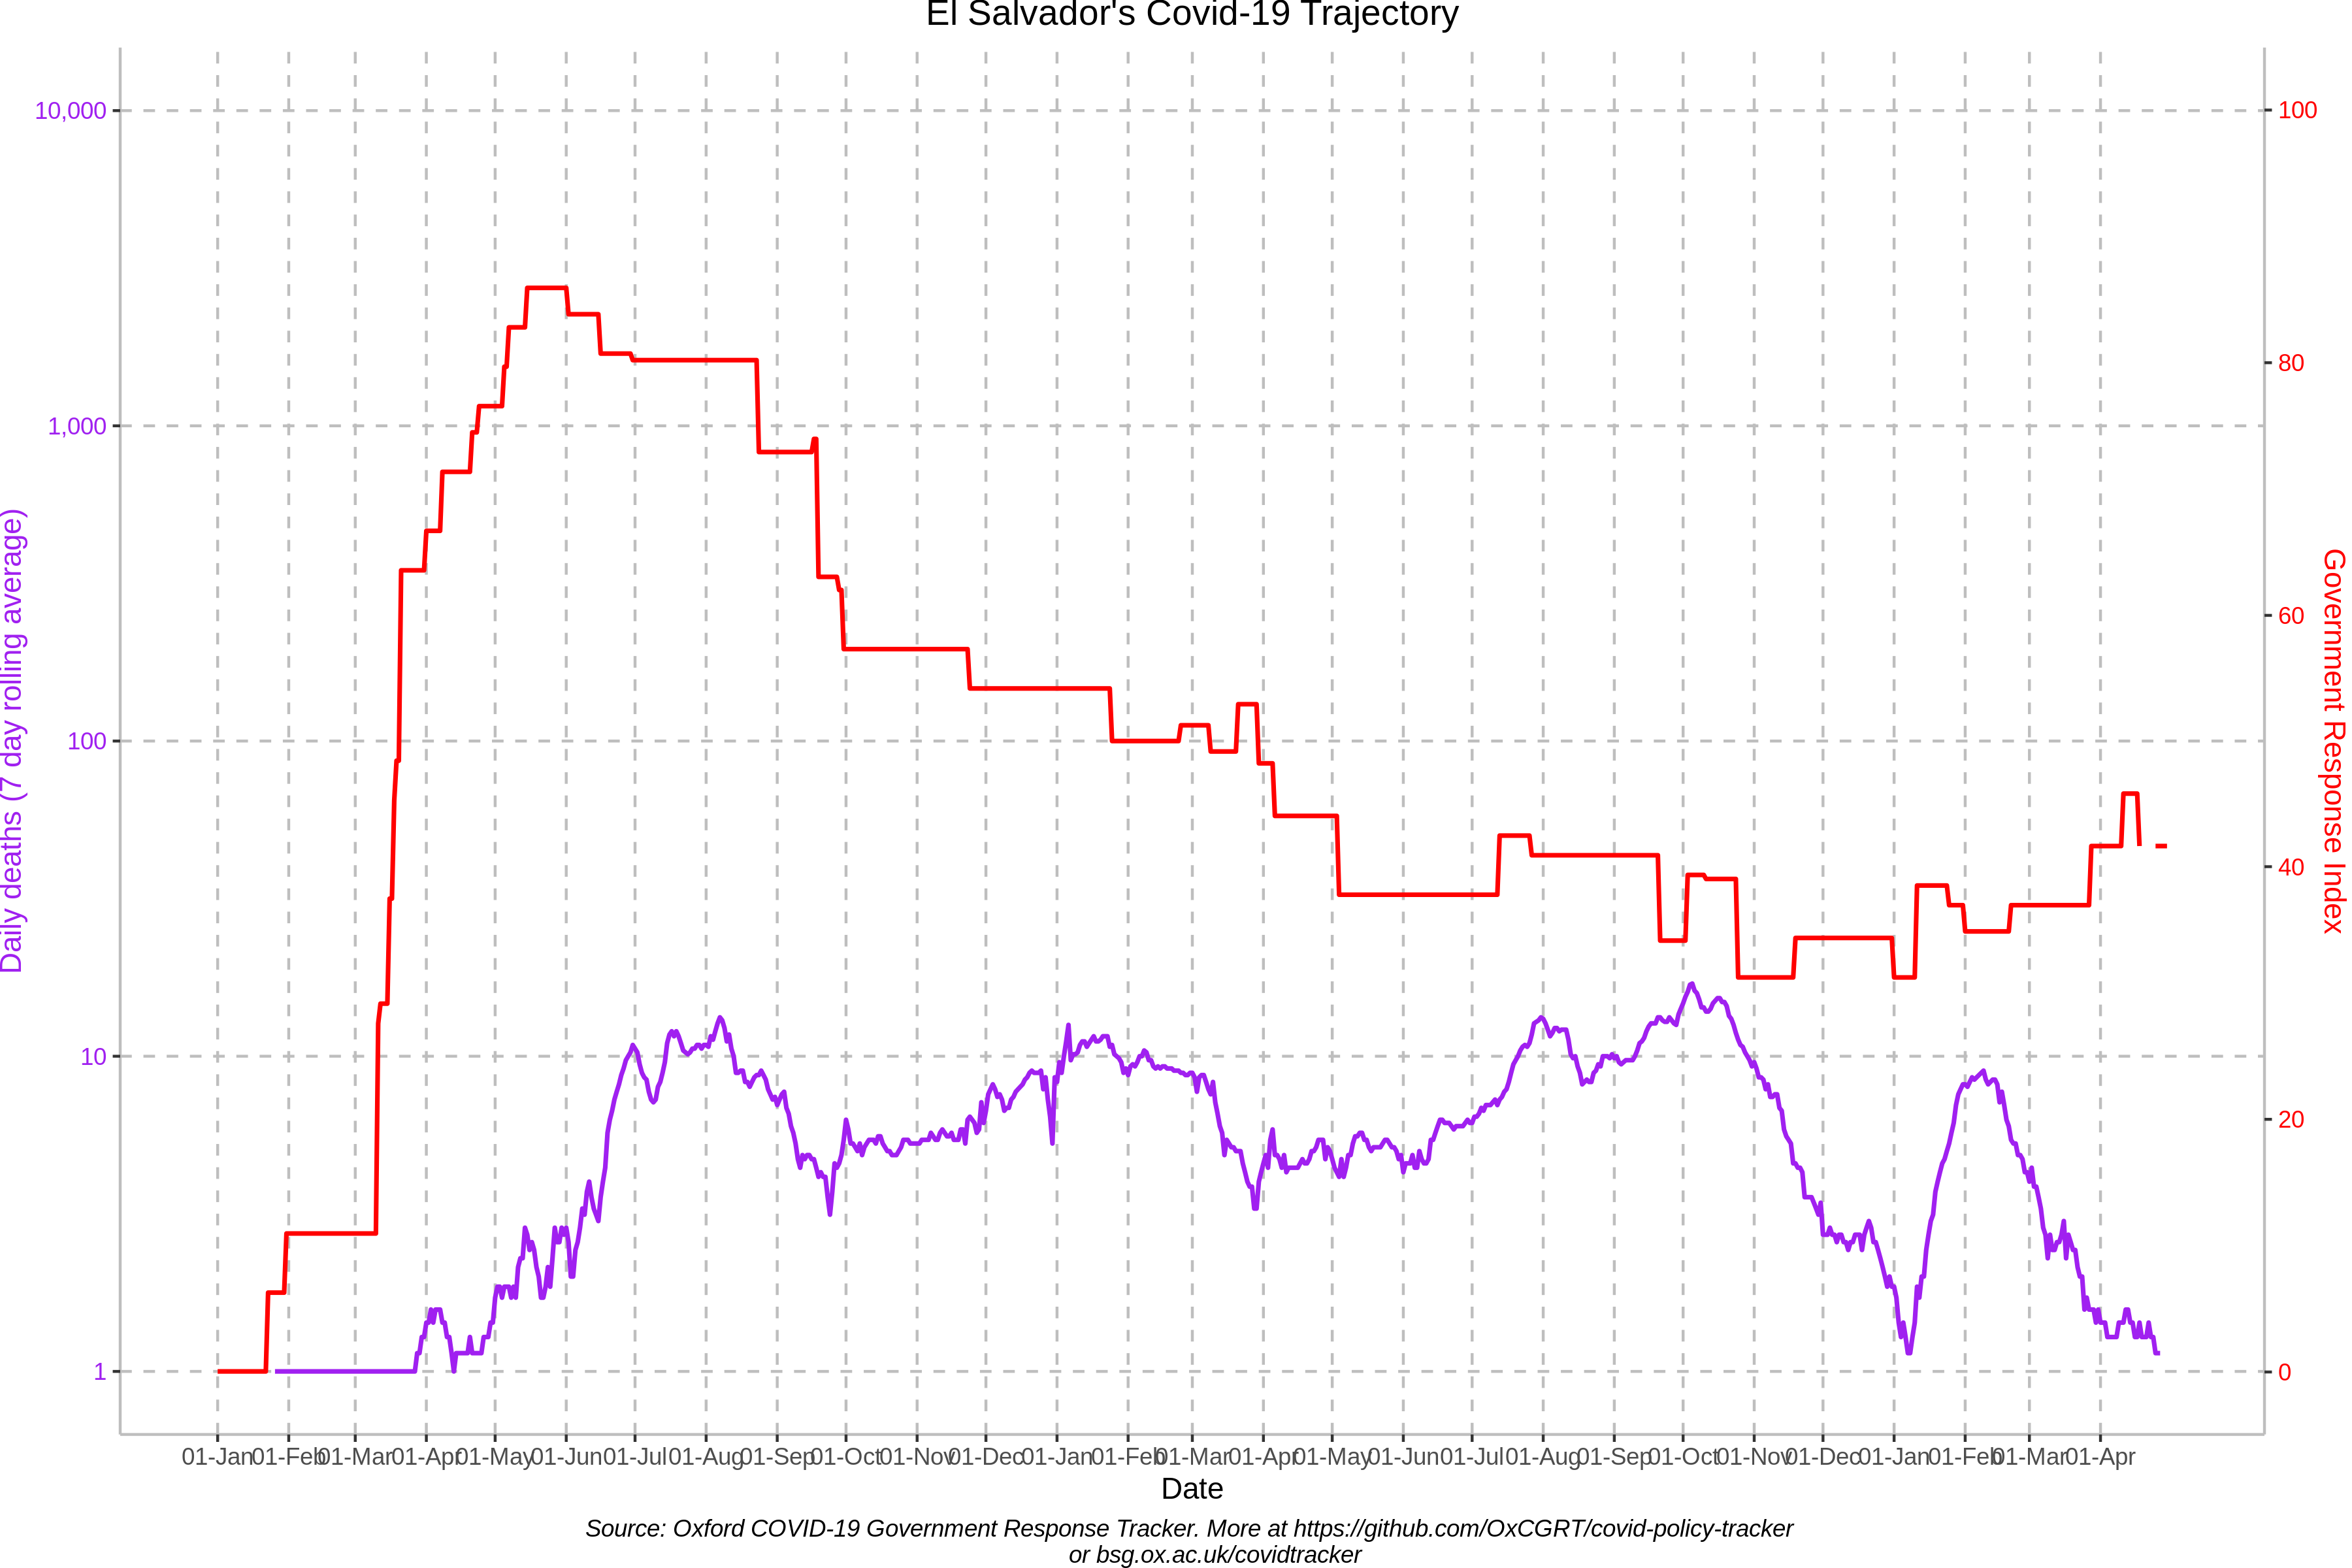 El Salvador's Covid-19 Trajectory
10,000
1,000
100
10
1
Daily deaths (7 day rolling average)
100
80
60
40
20
0
Government Response Index
01-Jan 01-Feb 01-Mar 01-Apr 01-May 01-Jun 01-Jul 01-Aug 01-Sep 01-Oct 01-Nov 01-Dec 01-Jan 01-Feb 01-Mar 01-Apr 01-May 01-Jun 01-Jul 01-Aug 01-Sep 01-Oct 01-Nov 01-Dec 01-Jan 01-Feb 01-Mar 01-Apr
Date
Source: Oxford COVID-19 Government Response Tracker. More at https://github.com/OxCGRT/covid-policy-tracker
or bsg.ox.ac.uk/covidtracker